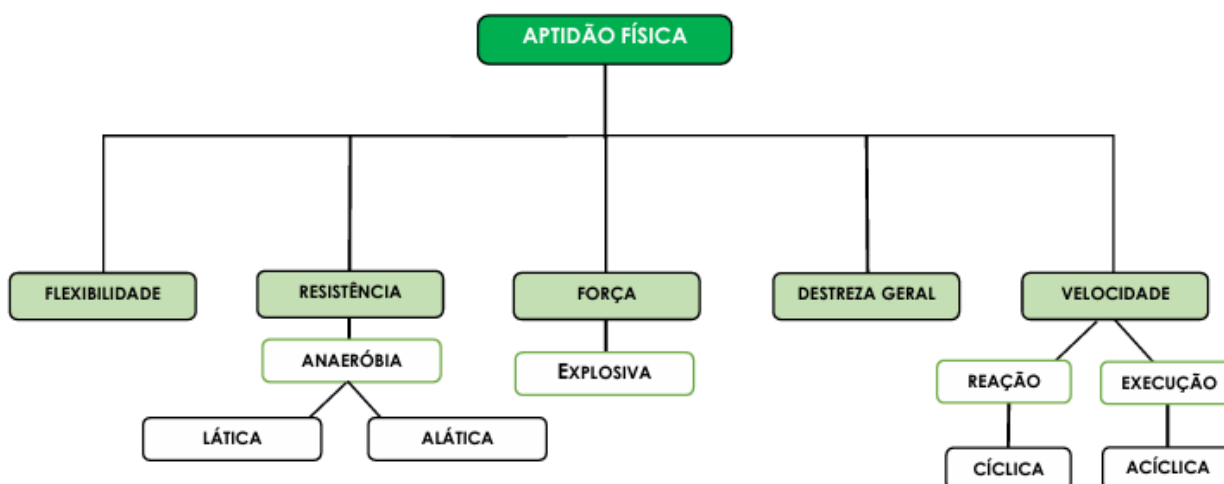 APTIDÃO FÍSICA
FLEXIBILIDADE
RESISTÊNCIA
FORÇA
DESTREZA GERAL
VELOCIDADE
ANAERÓBIA
EXPLOSIVA
REAÇÃO
EXECUÇÃO
LÁTICA
ALÁTICA
CÍCLICA
ACÍCLICA